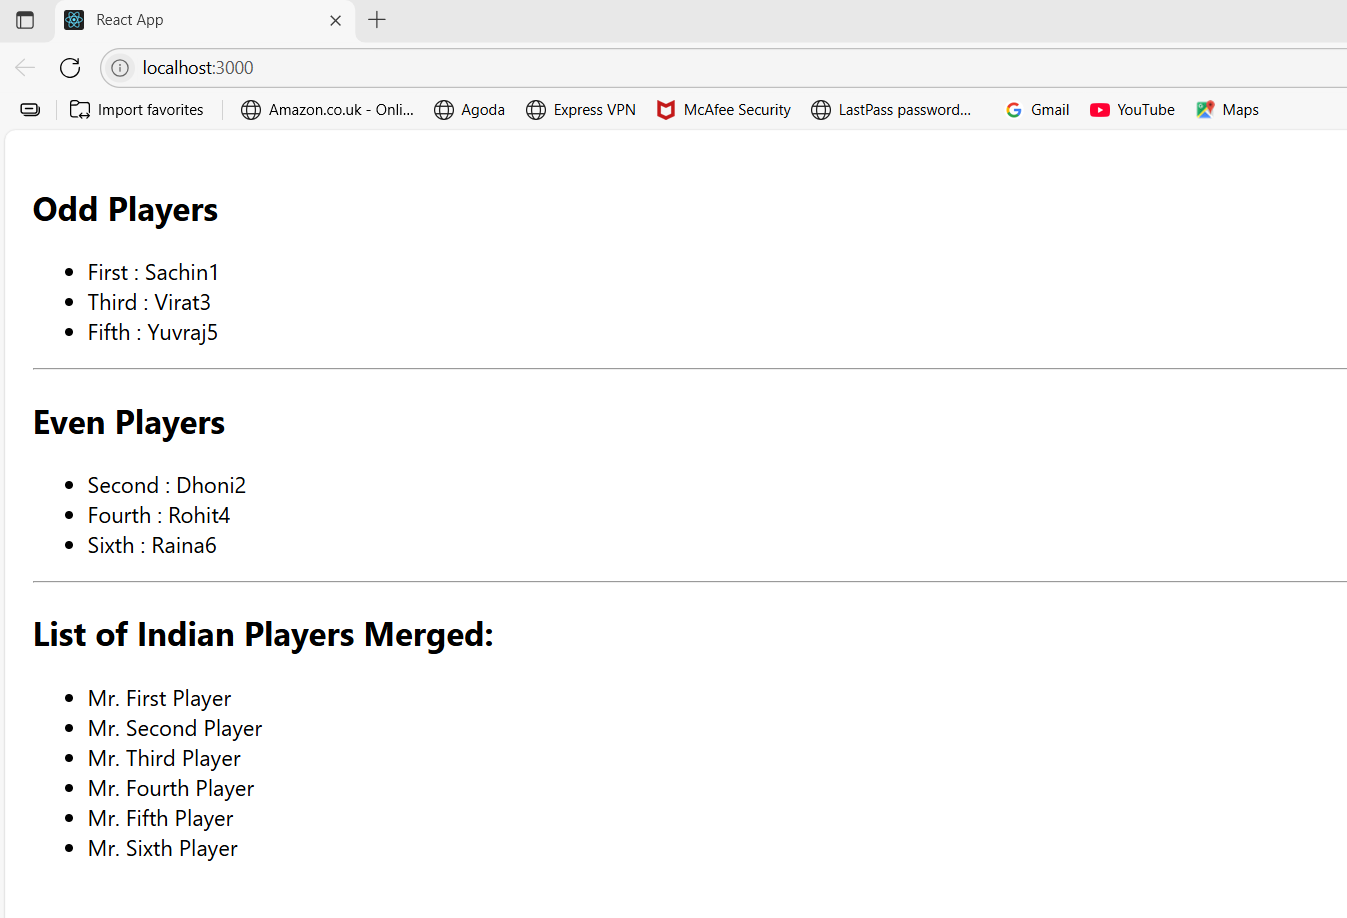 React App
localhost:3000
Import favorites
Amazon.co.uk - Onli...
Agoda
Express VPN
McAfee Security
LastPass password...
Gmail
YouTube
Maps
Odd Players
First : Sachin1
Third : Virat3
Fifth : Yuvraj5
Even Players
Second : Dhoni2
Fourth : Rohit4
Sixth : Raina6
List of Indian Players Merged:
Mr. First Player
Mr. Second Player
Mr. Third Player
Mr. Fourth Player
Mr. Fifth Player
Mr. Sixth Player